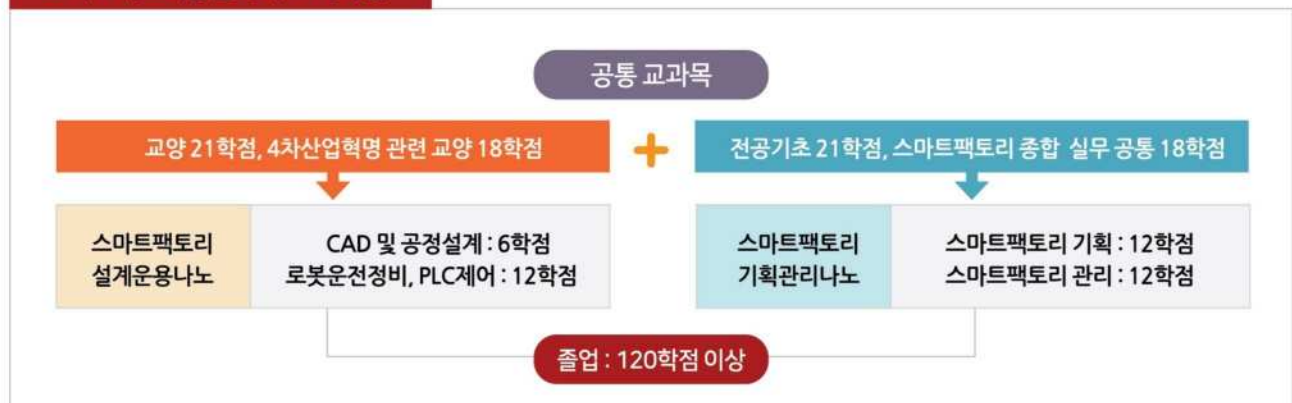 공통 교과목
교양 21학점, 4차산업혁명 관련 교양 18학점
+
전공기초 21학점, 스마트팩토리 종합 실무 공통 18학점
스마트팩토리
설계운용나노
CAD 및 공정설계 : 6학점
로봇운전정비, PLC제어 : 12학점
스마트팩토리
기획관리나노
스마트팩토리 기획 : 12학점
스마트팩토리 관리 : 12학점
졸업 : 120학점 이상